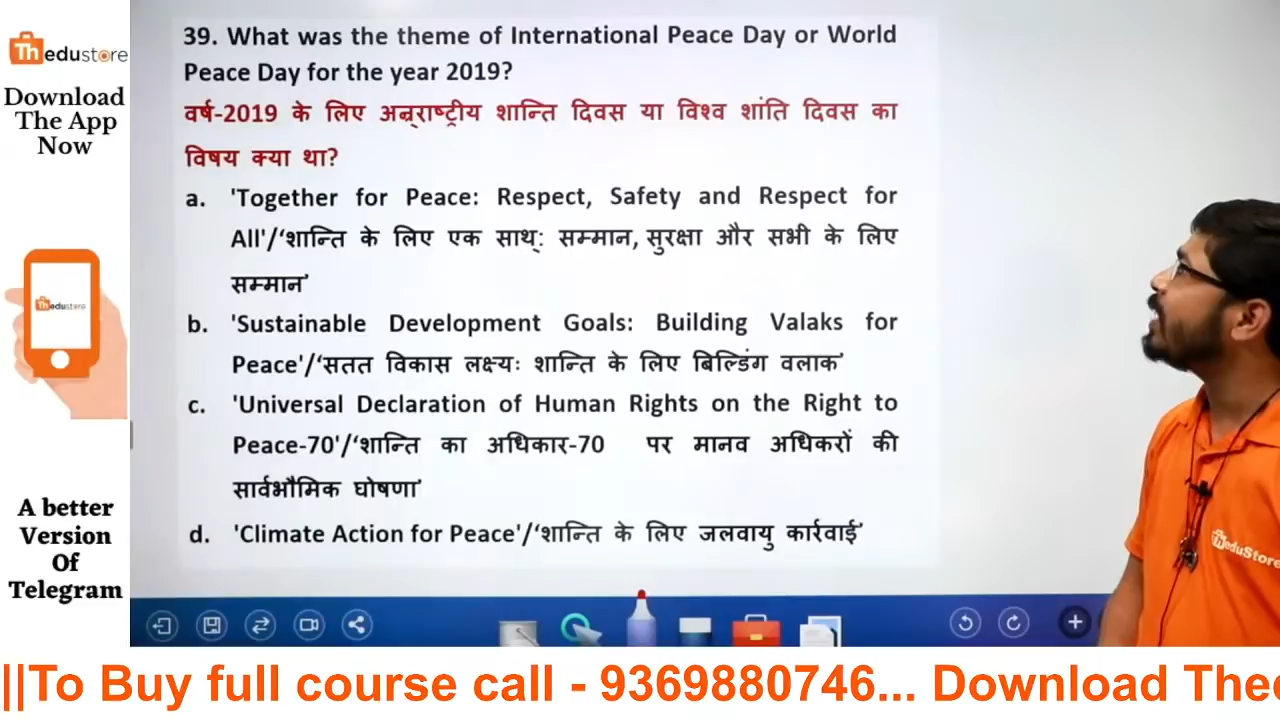 Thedustore
Download
The App
Now
Thedustore
A better
Version
Of
Telegram
39. What was the theme of International Peace Day or World
Peace Day for the year 2019?
वर्ष-2019 के लिए अन्र्राष्ट्रीय शान्ति दिवस या विश्व शांति दिवस का
विषय क्या था?
a. 'Together for Peace: Respect, Safety and Respect for
All'/‘शान्ति के लिए एक साथ्: सम्मान, सुरक्षा और सभी के लिए
सम्मान’
b. 'Sustainable Development Goals: Building Valaks for
Peace'/‘सतत विकास लक्ष्यः शान्ति के लिए बिल्डिंग वलाक’
c. 'Universal Declaration of Human Rights on the Right to
Peace-70'/‘शान्ति का अधिकार-70 पर मानव अधिकरों की
सार्वभौमिक घोषणा’
d. 'Climate Action for Peace'/‘शान्ति के लिए जलवायु कार्रवाई’
TheduStore
||To Buy full course call - 9369880746... Download